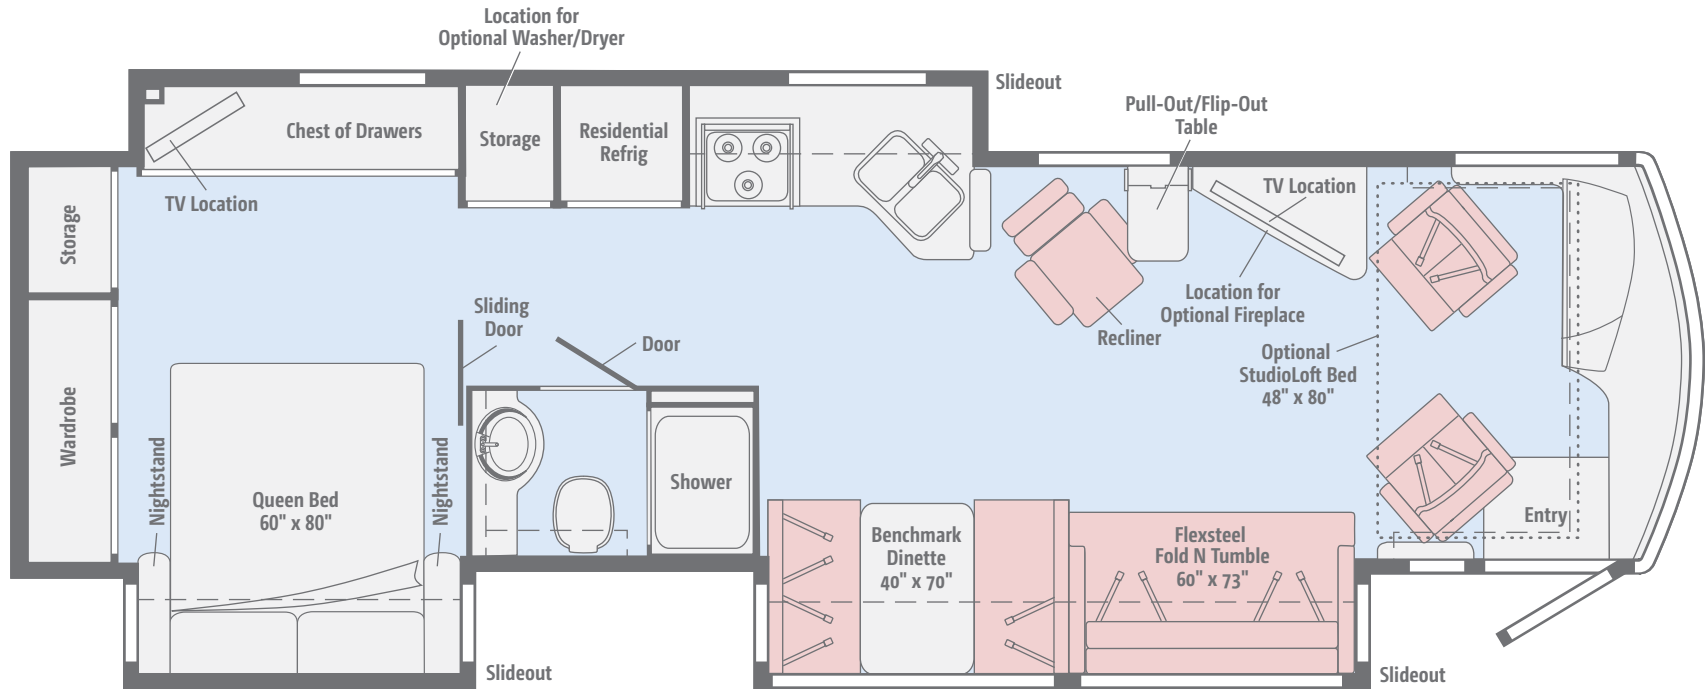 Location for
Optional Washer/Dryer
Slideout
Pull-Out/Flip-Out
Table
Chest of Drawers
Storage
Residential
Refrig
TV Location
TV Location
Storage
Location for
Optional Fireplace
Sliding
Door
Door
Recliner
Optional
StudioLoft Bed
48" x 80"
Wardrobe
Nightstand
Queen Bed
60" x 80"
Nightstand
Shower
Benchmark
Dinette
40" x 70"
Flexsteel
Fold N Tumble
60" x 73"
Entry
Slideout
Slideout